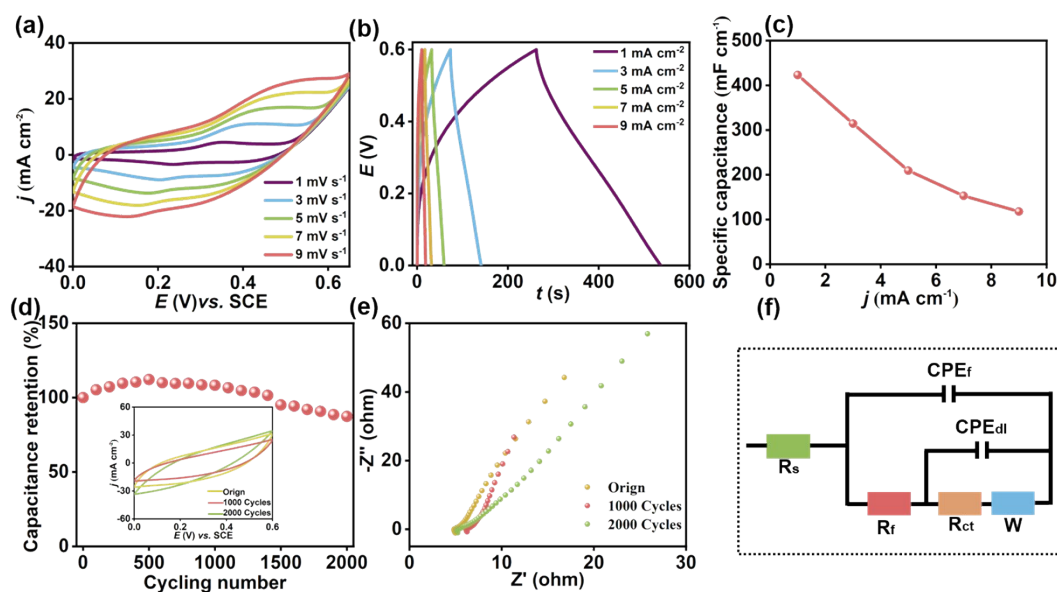 (a)
40
20
0
-20
-40
j (mA cm⁻²)
0.0 0.2 0.4 0.6
E (V)vs. SCE
1 mV s⁻¹
3 mV s⁻¹
5 mV s⁻¹
7 mV s⁻¹
9 mV s⁻¹
(b)
0.6
0.4
0.2
0.0
E (V)
0 200 400 600
t (s)
1 mA cm⁻²
3 mA cm⁻²
5 mA cm⁻²
7 mA cm⁻²
9 mA cm⁻²
(c)
500
400
300
200
100
0
Specific capacitance (mF cm⁻¹)
0 2 4 6 8 10
j (mA cm⁻¹)
(d)
150
100
50
0
Capacitance retention (%)
0 500 1000 1500 2000
Cycling number
60
30
0
-30
-60
j (mA cm⁻²)
0.0 0.2 0.4 0.6
E (V) vs. SCE
Orign
1000 Cycles
2000 Cycles
(e)
60
40
20
0
-Z'' (ohm)
0 10 20 30
Z' (ohm)
Orign
1000 Cycles
2000 Cycles
(f)
CPEf
CPEdl
Rs
Rf
Rct
W